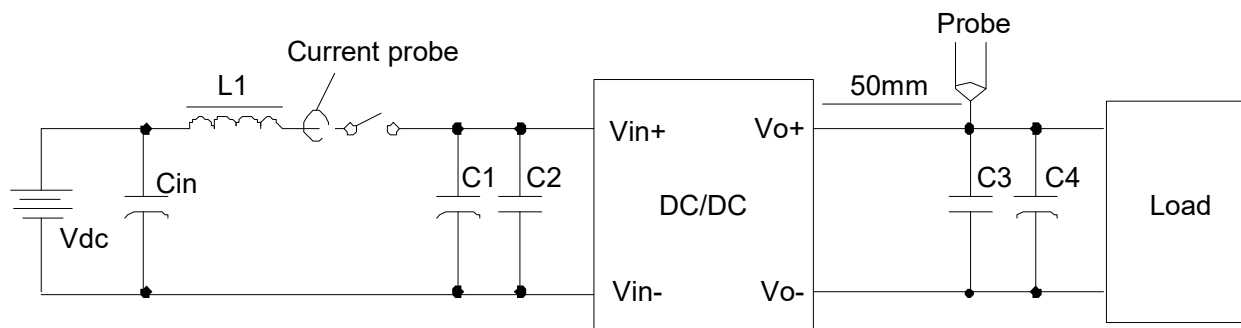 Probe
Current probe
L1
50mm
Vin+
Vo+
Cin
C1
C2
DC/DC
C3
C4
Load
Vdc
Vin-
Vo-